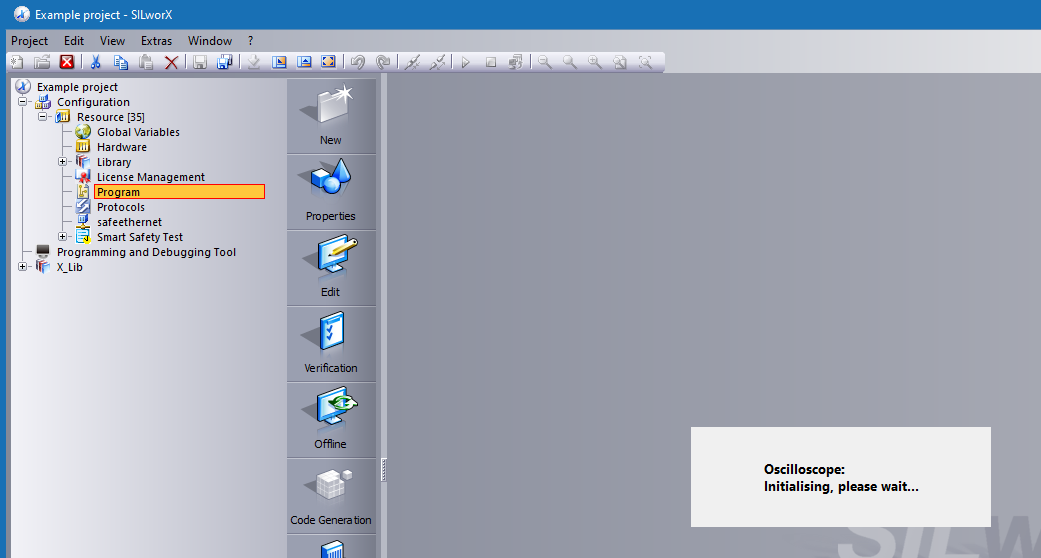 Example project - SILworX
Project Edit View Extras Window ?
Example project
Configuration
Resource [35]
Global Variables
Hardware
Library
License Management
Program
Protocols
safeethernet
Smart Safety Test
Programming and Debugging Tool
X_Lib
New
Properties
Edit
Verification
Offline
Code Generation
Oscilloscope:
Initialising, please wait...